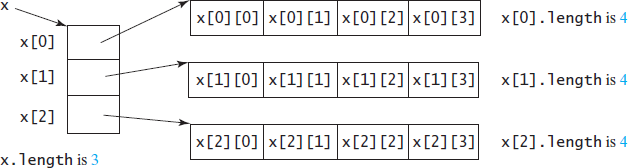 x
x[0][0] x[0][1] x[0][2] x[0][3] x[0].length is 4
x[0]
x[1] x[1][0] x[1][1] x[1][2] x[1][3] x[1].length is 4
x[2]
x[2][0] x[2][1] x[2][2] x[2][3] x[2].length is 4
x.length is 3